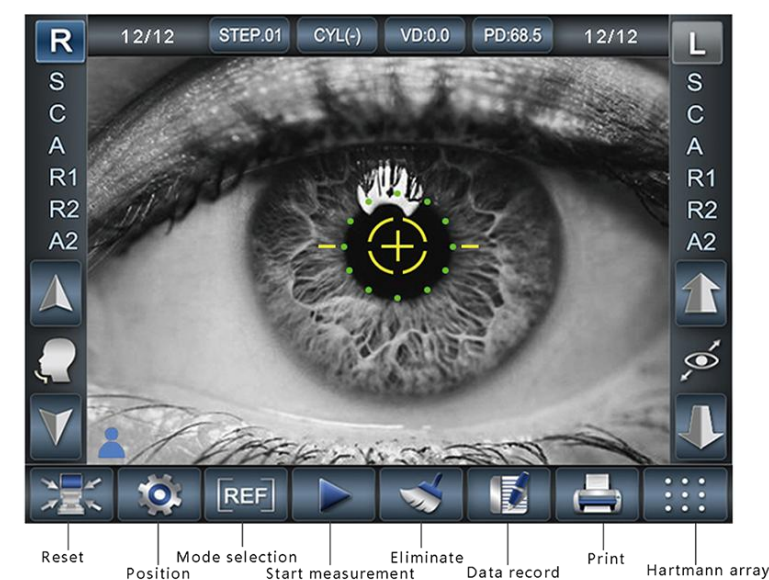 R 12/12 STEP.01 CYL(-) VD:0.0 PD:68.5 12/12 L
S S
C C
A A
R1 R1
R2 R2
A2 A2
REF
Reset Mode selection Eliminate Print
Position Start measurement Data record Hartmann array